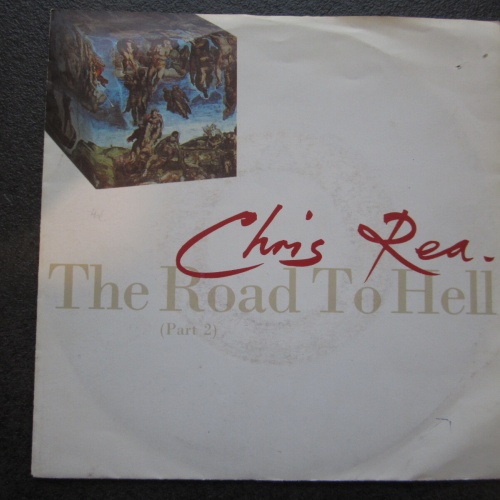 Chris Rea.
The Road To Hell
(Part 2)